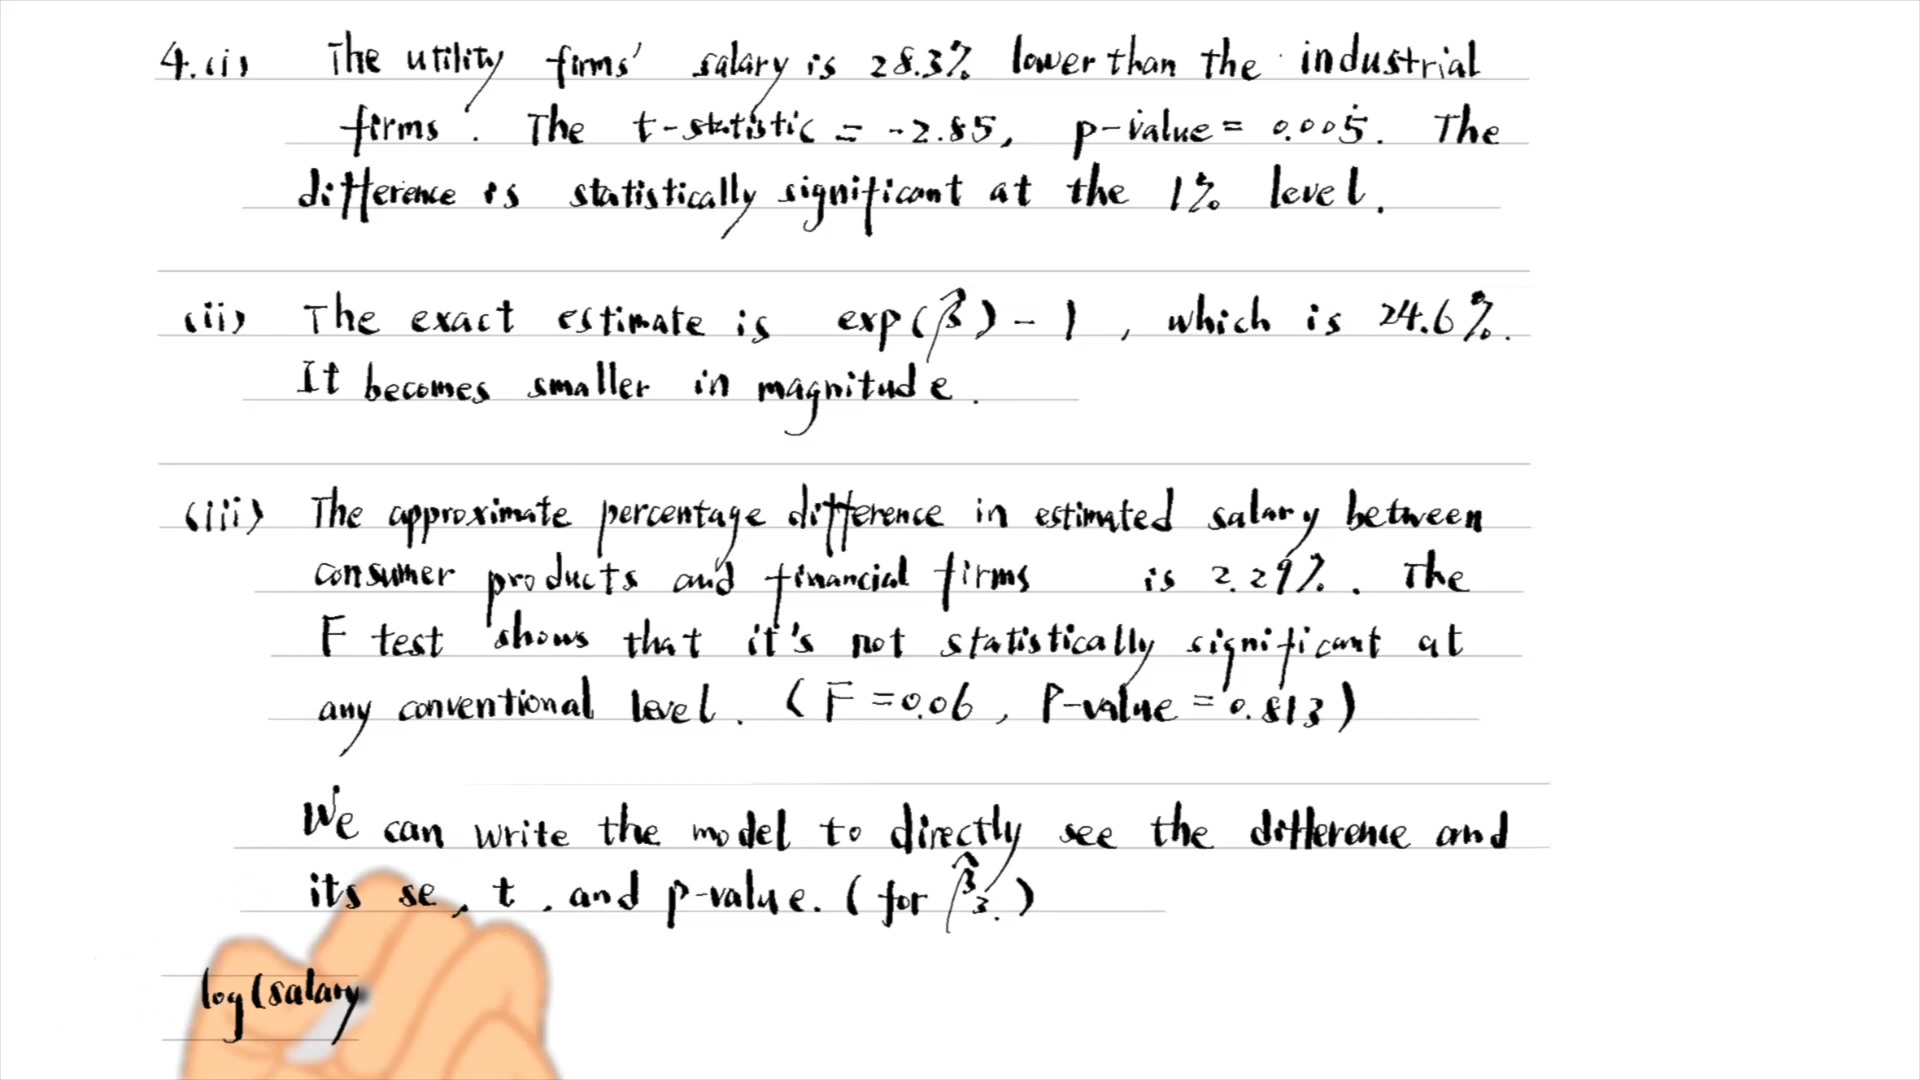 4.(i) The utility firms' salary is 28.3% lower than the industrial
firms'. The t-statistic = -2.85, p-value = 0.005. The
difference is statistically significant at the 1% level.
(ii) The exact estimate is exp(β̂) - 1, which is 24.6%.
It becomes smaller in magnitude.
(iii) The approximate percentage difference in estimated salary between
consumer products and financial firms is 2.29%. The
F test shows that it's not statistically significant at
any conventional level. (F = 0.06, P-value = 0.813)
We can write the model to directly see the difference and
its se, t, and p-value. (for β̂₃.)
log(salary